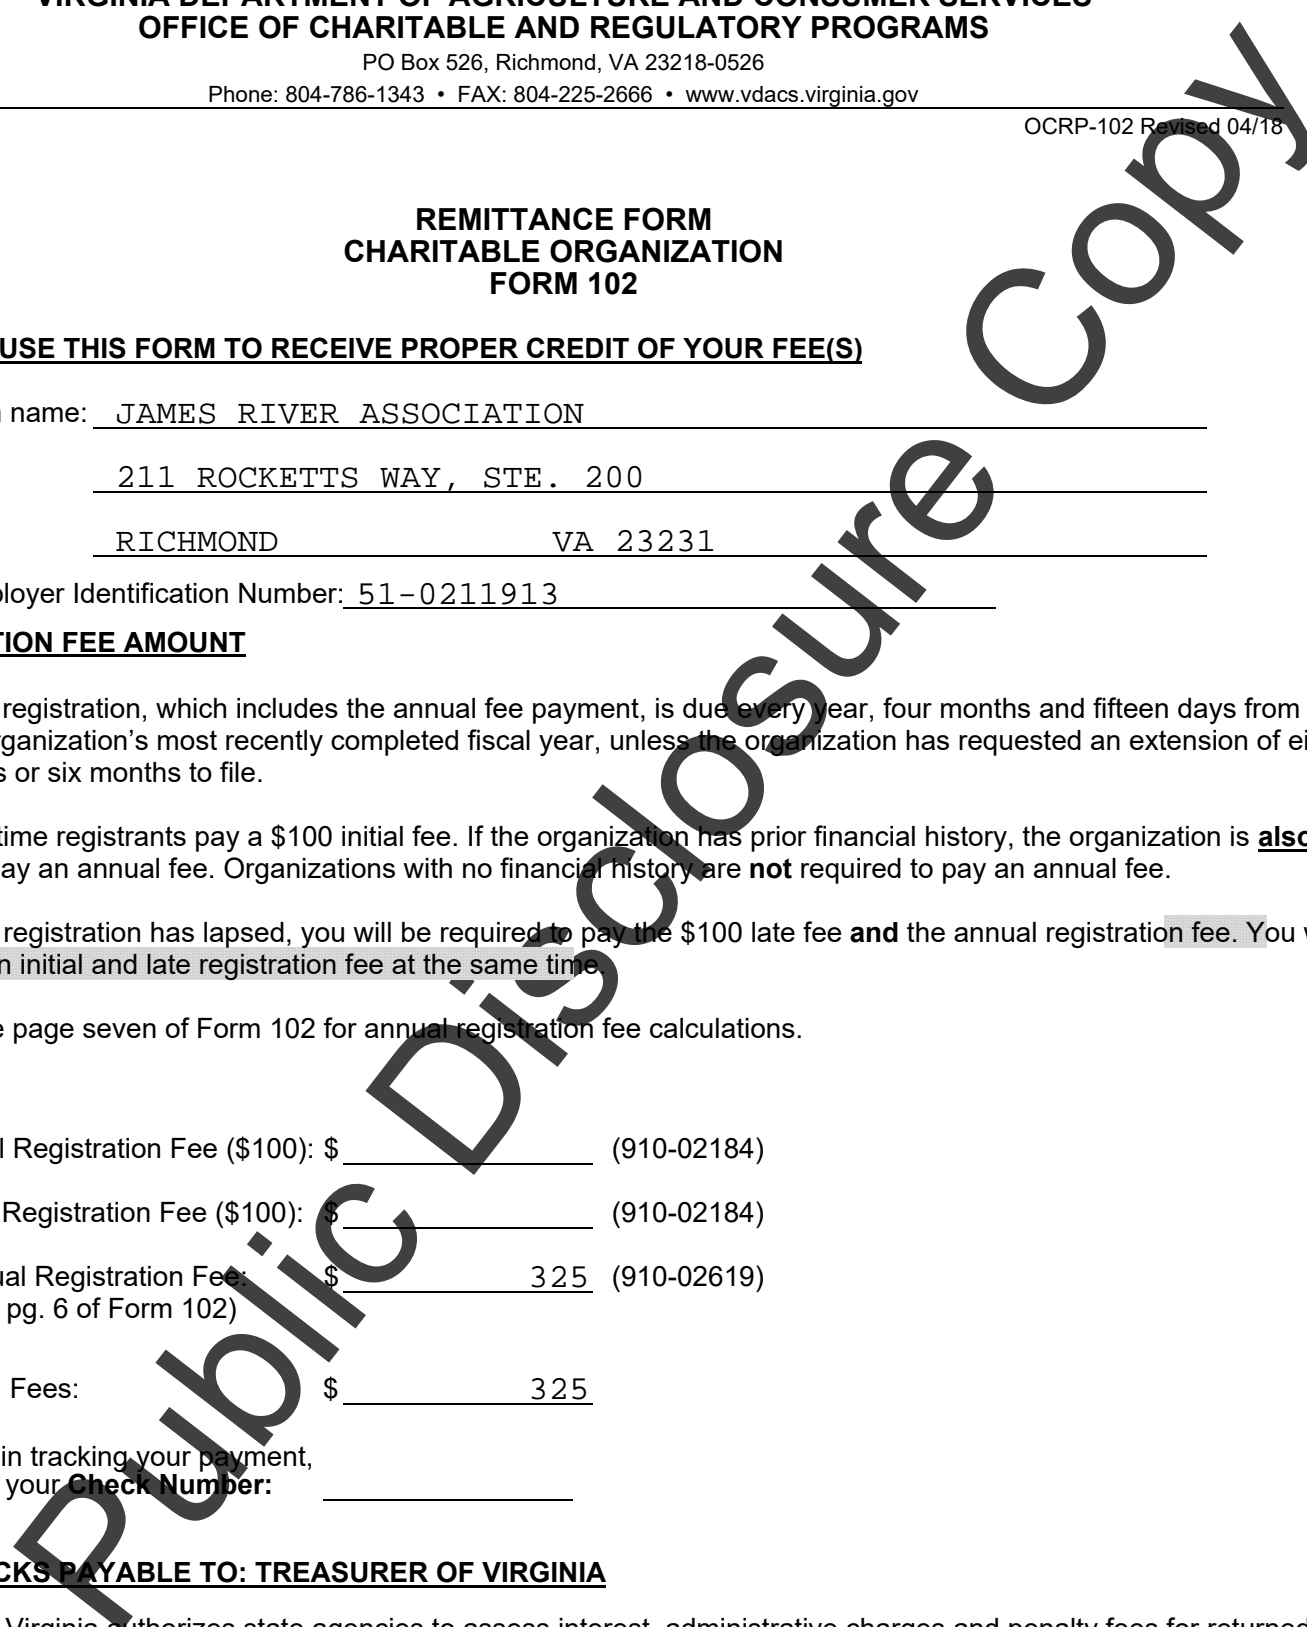 VIRGINIA DEPARTMENT OF AGRICULTURE AND CONSUMER SERVICES
OFFICE OF CHARITABLE AND REGULATORY PROGRAMS
PO Box 526, Richmond, VA 23218-0526
Phone: 804-786-1343 • FAX: 804-225-2666 • www.vdacs.virginia.gov
OCRP-102 Revised 04/18
REMITTANCE FORM
CHARITABLE ORGANIZATION
FORM 102
USE THIS FORM TO RECEIVE PROPER CREDIT OF YOUR FEE(S)
name: JAMES RIVER ASSOCIATION
211 ROCKETTS WAY, STE. 200
RICHMOND VA 23231
loyer Identification Number: 51-0211913
TION FEE AMOUNT
registration, which includes the annual fee payment, is due every year, four months and fifteen days from
rganization's most recently completed fiscal year, unless the organization has requested an extension of ei
s or six months to file.
time registrants pay a $100 initial fee. If the organization has prior financial history, the organization is also
ay an annual fee. Organizations with no financial history are not required to pay an annual fee.
registration has lapsed, you will be required to pay the $100 late fee and the annual registration fee. You
n initial and late registration fee at the same time.
e page seven of Form 102 for annual registration fee calculations.
l Registration Fee ($100): $ (910-02184)
Registration Fee ($100): $ (910-02184)
ual Registration Fee: $ 325 (910-02619)
pg. 6 of Form 102)
Fees: $ 325
in tracking your payment,
your Check Number:
CKS PAYABLE TO: TREASURER OF VIRGINIA
Virginia authorizes state agencies to assess interest, administrative charges and penalty fees for returned
Public Disclosure Copy